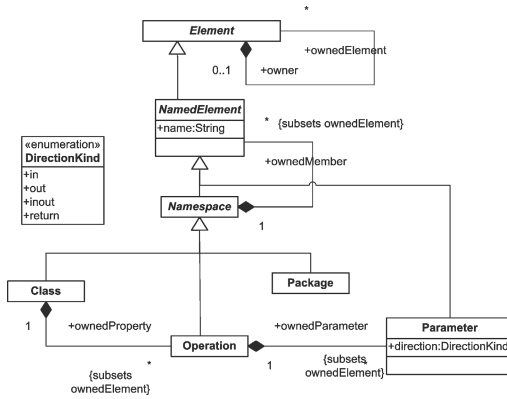 *
Element
+ownedElement
0..1
+owner
NamedElement
+name:String
* {subsets ownedElement}
+ownedMember
«enumeration»
DirectionKind
+in
+out
+inout
+return
Namespace
1
Package
Class
1
+ownedProperty
*
{subsets
ownedElement}
Operation
1
+ownedParameter
*
{subsets
ownedElement}
Parameter
+direction:DirectionKind